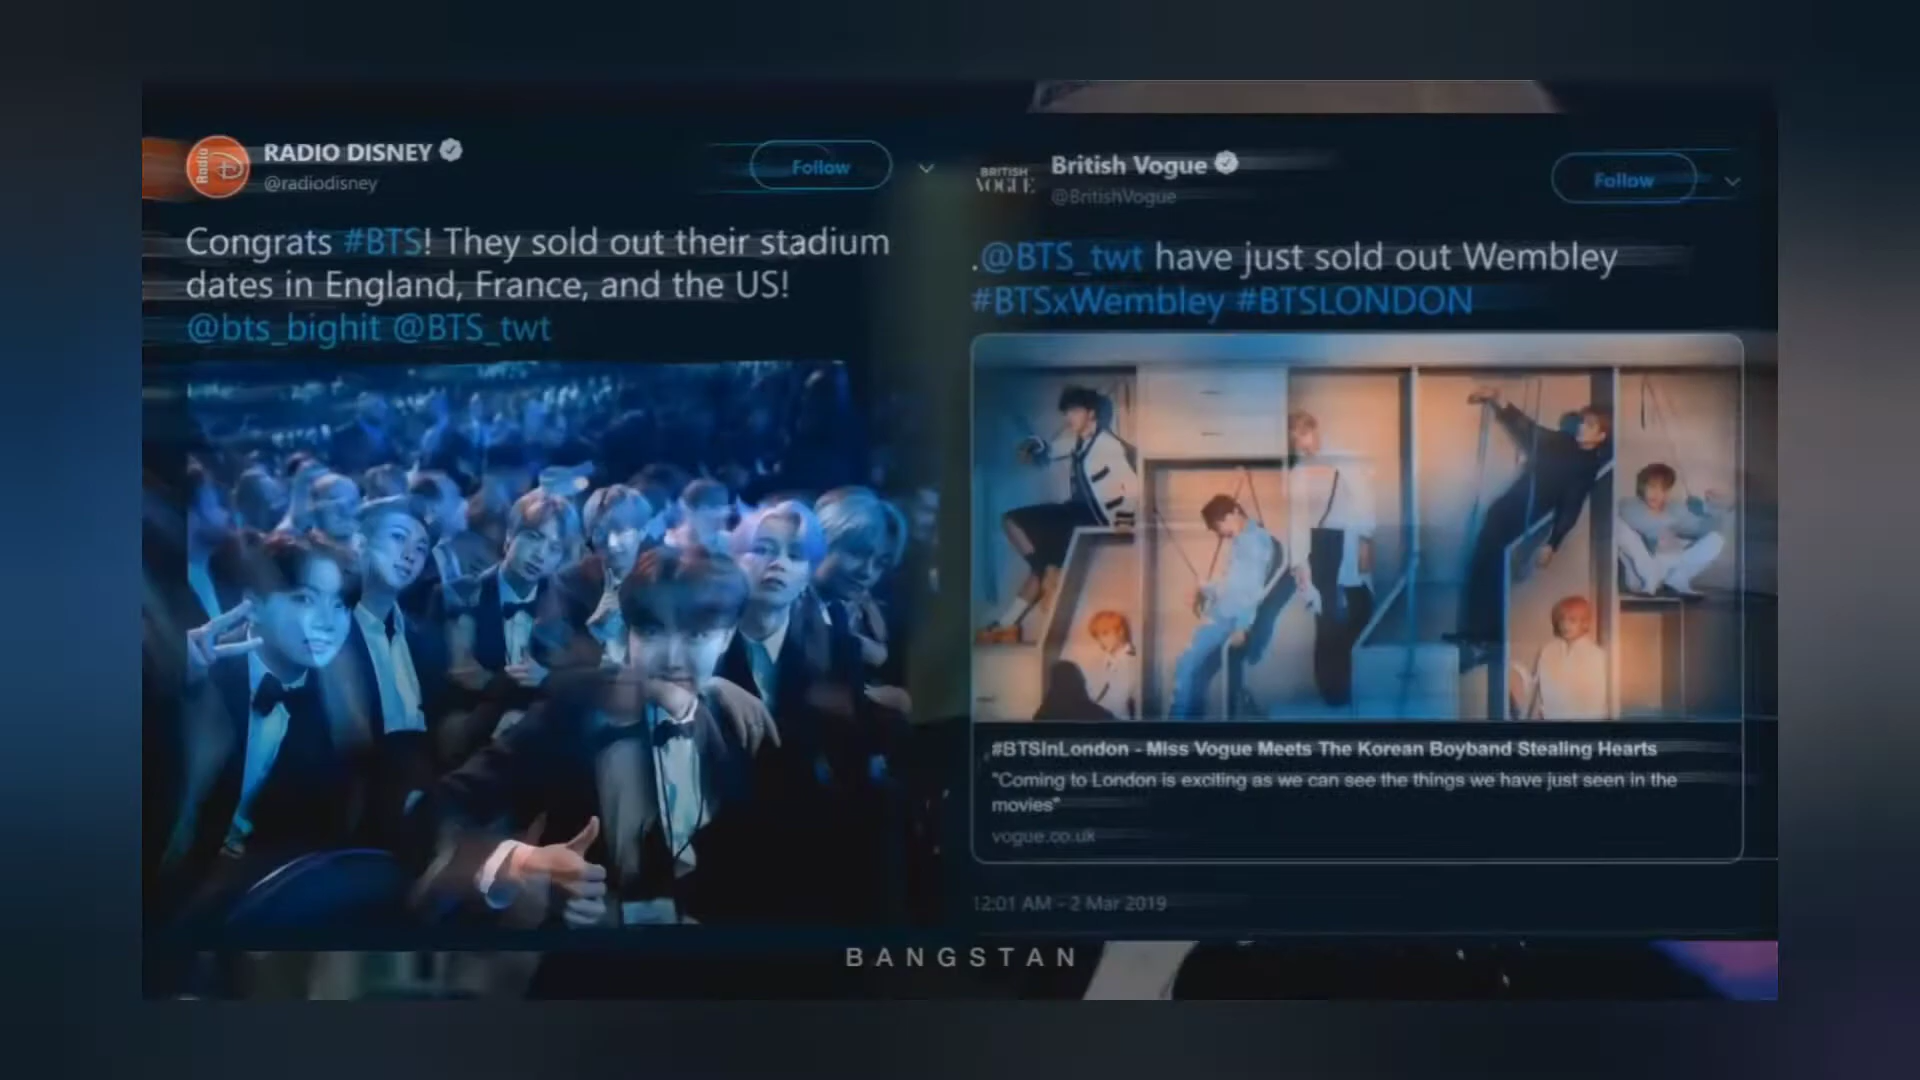 Radio
RADIO DISNEY
@radiodisney
Follow
Congrats #BTS! They sold out their stadium
dates in England, France, and the US!
@bts_bighit @BTS_twt
BRITISH
VOGUE
British Vogue
@BritishVogue
Follow
.@BTS_twt have just sold out Wembley
#BTSxWembley #BTSLONDON
#BTSInLondon - Miss Vogue Meets The Korean Boyband Stealing Hearts
"Coming to London is exciting as we can see the things we have just seen in the
movies"
vogue.co.uk
12:01 AM - 2 Mar 2019
BANGSTAN